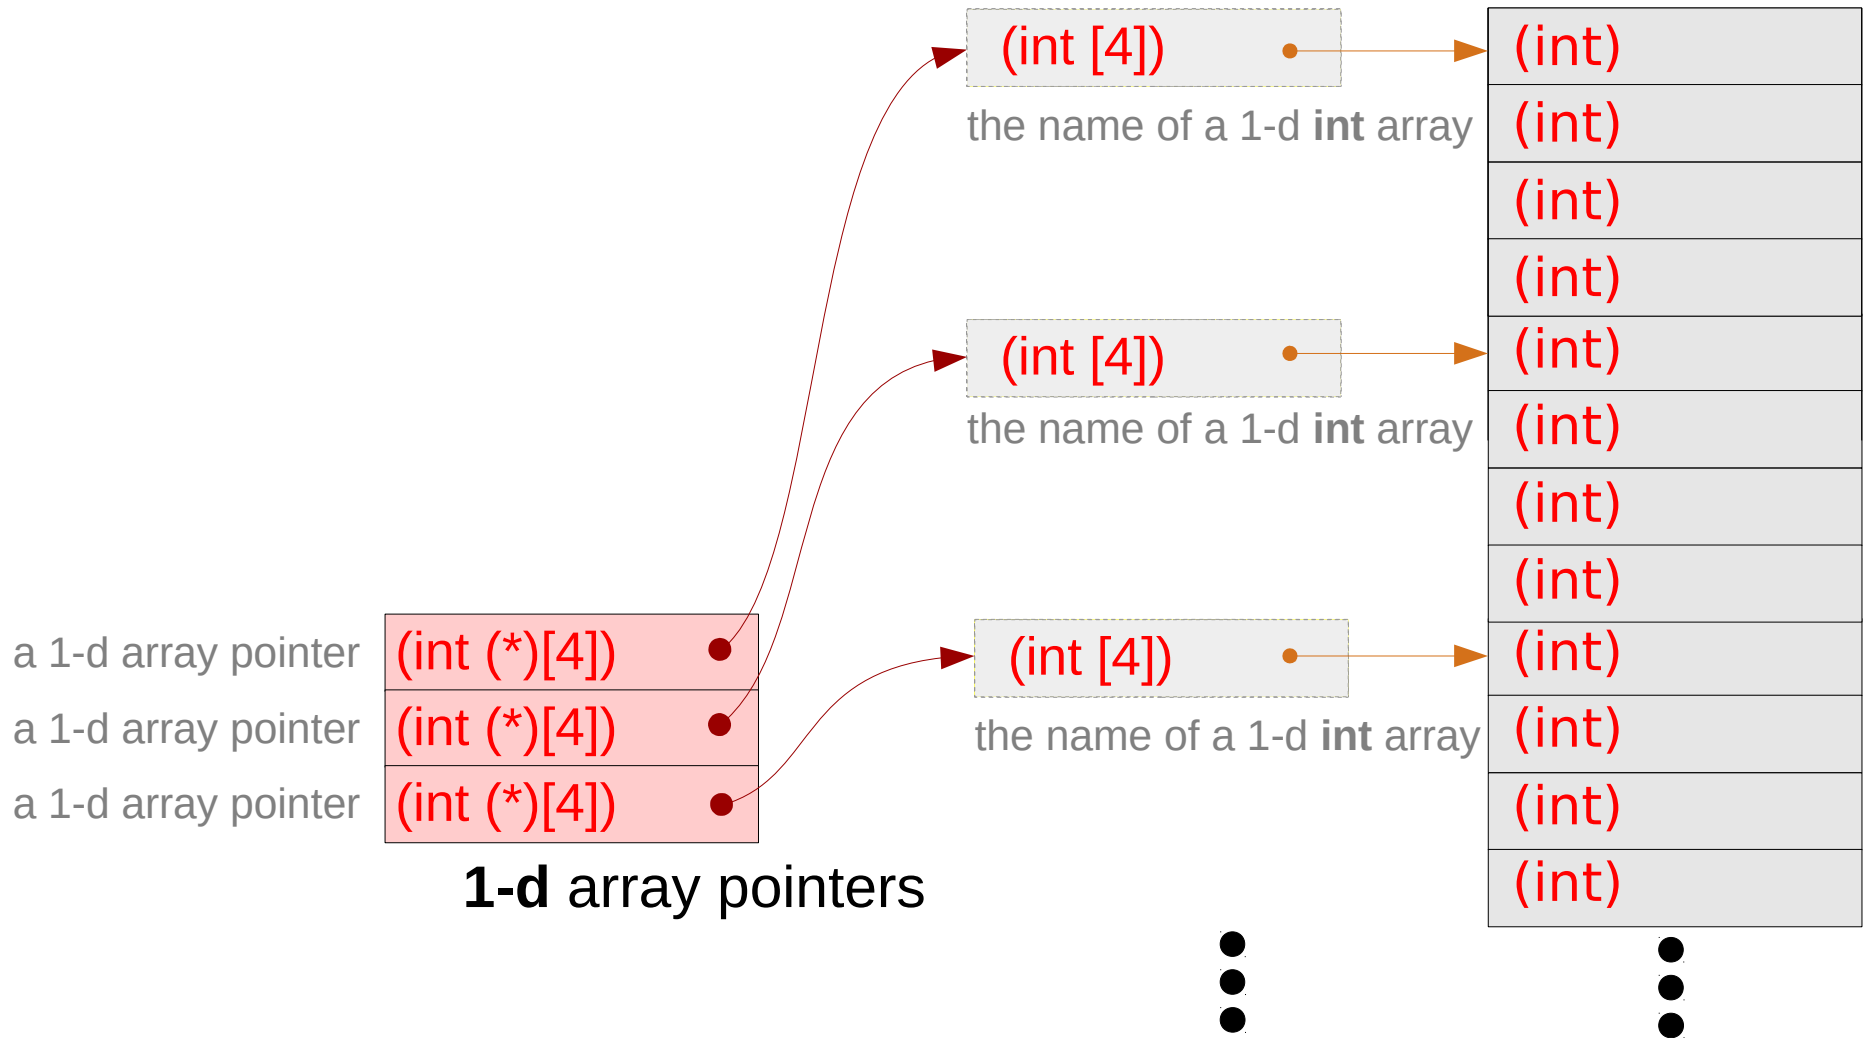 (int [4])
the name of a 1-d int array
(int [4])
the name of a 1-d int array
(int [4])
the name of a 1-d int array
a 1-d array pointer (int (*)[4])
a 1-d array pointer (int (*)[4])
a 1-d array pointer (int (*)[4])
1-d array pointers
(int)
(int)
(int)
(int)
(int)
(int)
(int)
(int)
(int)
(int)
(int)
(int)